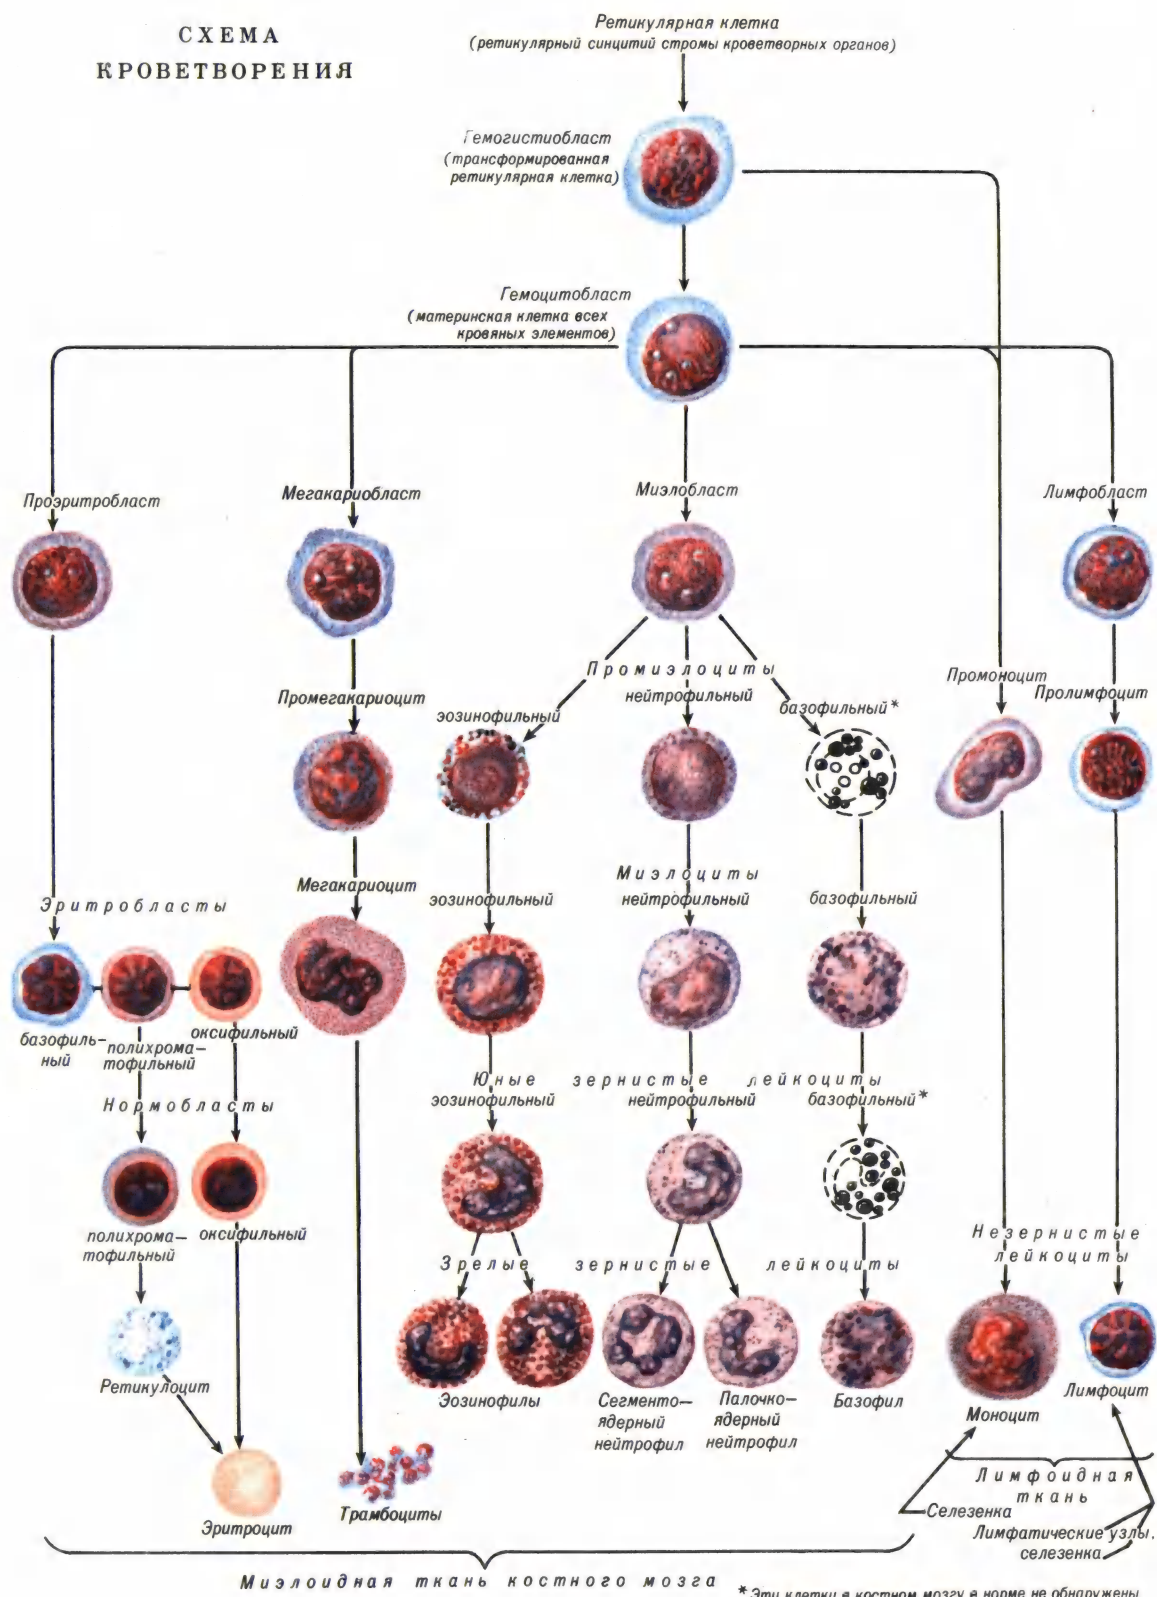 СХЕМА
КРОВЕТВОРЕНИЯ
Ретикулярная клетка
(ретикулярный синцитий стромы кроветворных органов)
Гемогистиобласт
(трансформированная
ретикулярная клетка)
Гемоцитобласт
(материнская клетка всех
кровяных элементов)
Проэритробласт
Мегакариобласт
Миэлобласт
Лимфобласт
Промиэлоциты
эозинофильный
нейтрофильный
базофильный*
Промегакариоцит
Промоноцит
Пролимфоцит
Мегакариоцит
Миэлоциты
эозинофильный
нейтрофильный
базофильный
Эритробласты
базофиль-
ный
полихрома-
тофильный
оксифильный
Нормобласты
Юные зернистые лейкоциты
эозинофильный
нейтрофильный
базофильный*
полихрома-
тофильный
оксифильный
Зрелые зернистые лейкоциты
Незернистые
лейкоциты
Ретикулоцит
Эозинофилы
Сегменто-
ядерный
нейтрофил
Палочко-
ядерный
нейтрофил
Базофил
Моноцит
Лимфоцит
Эритроцит
Трамбоциты
Лимфоидная
ткань
Селезенка
Лимфатические узлы,
селезенка
Миэлоидная ткань костного мозга
*Эти клетки в костном мозгу в норме не обнаружены